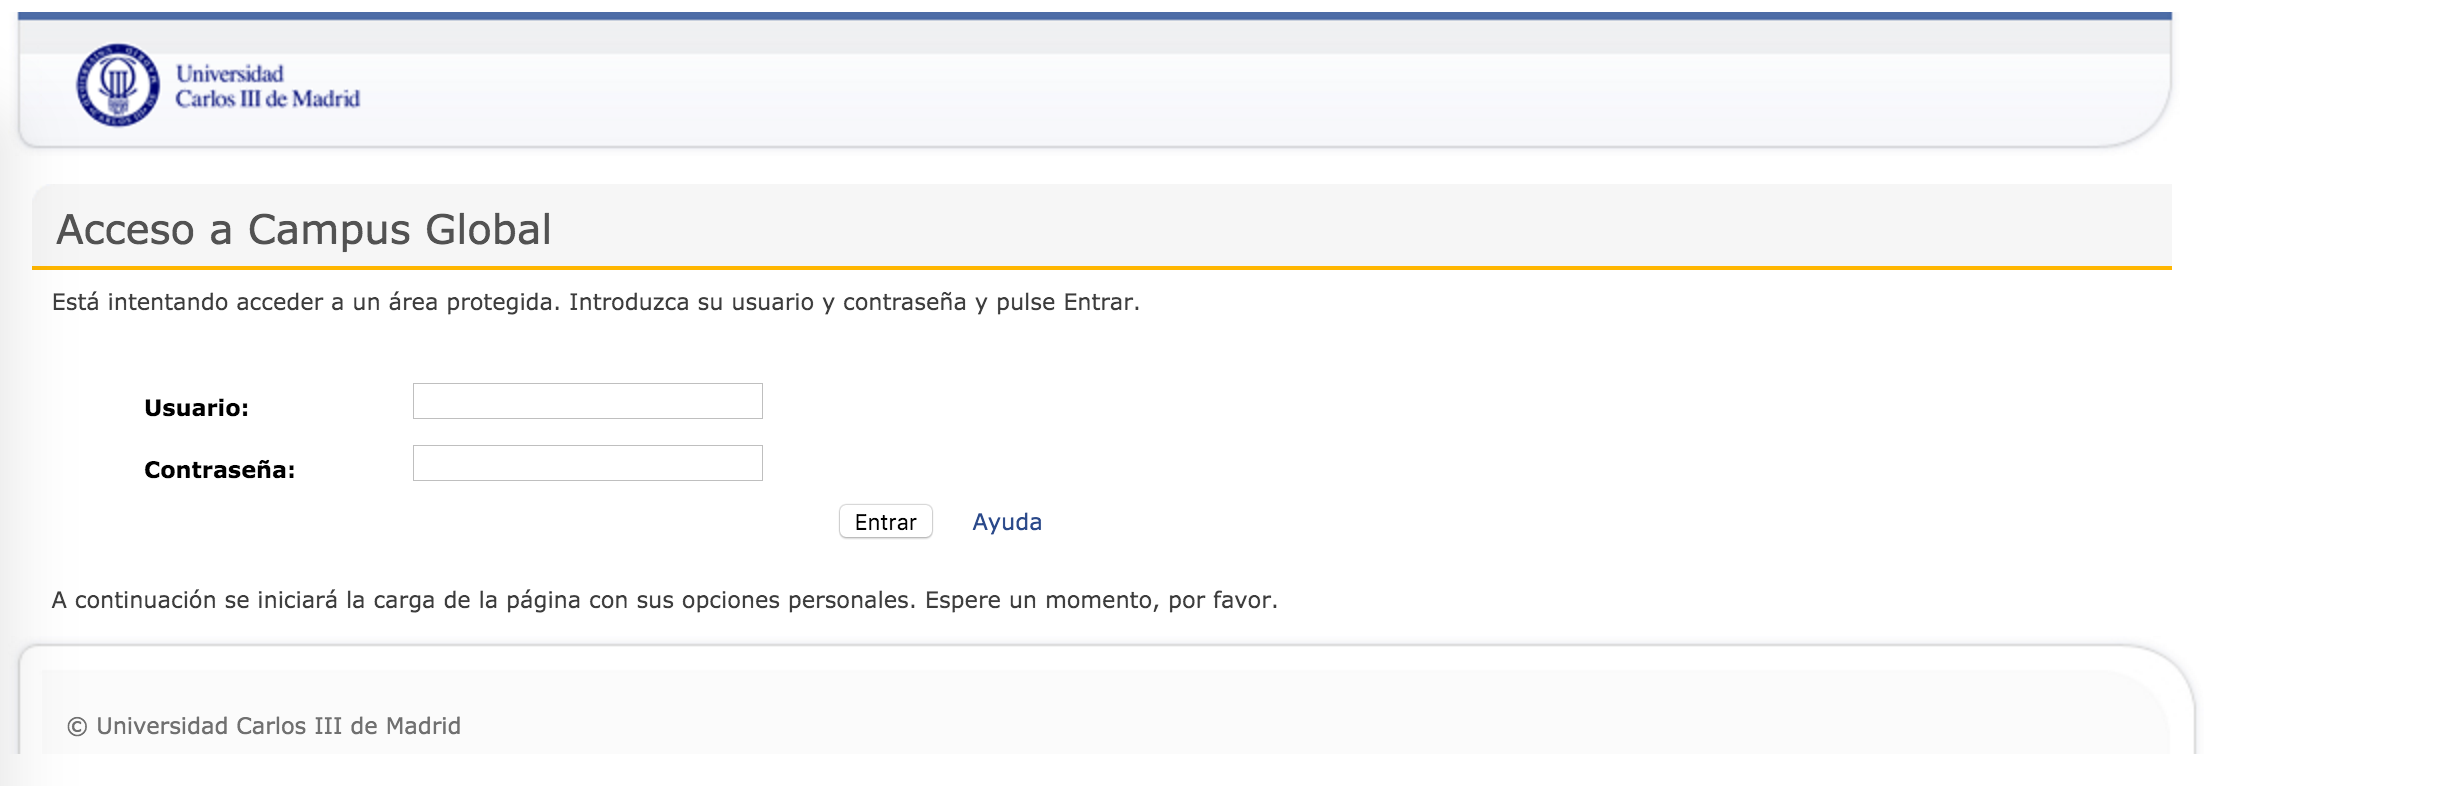 Universidad
Carlos III de Madrid
Acceso a Campus Global
Está intentando acceder a un área protegida. Introduzca su usuario y contraseña y pulse Entrar.
Usuario:
Contraseña:
Entrar Ayuda
A continuación se iniciará la carga de la página con sus opciones personales. Espere un momento, por favor.
© Universidad Carlos III de Madrid